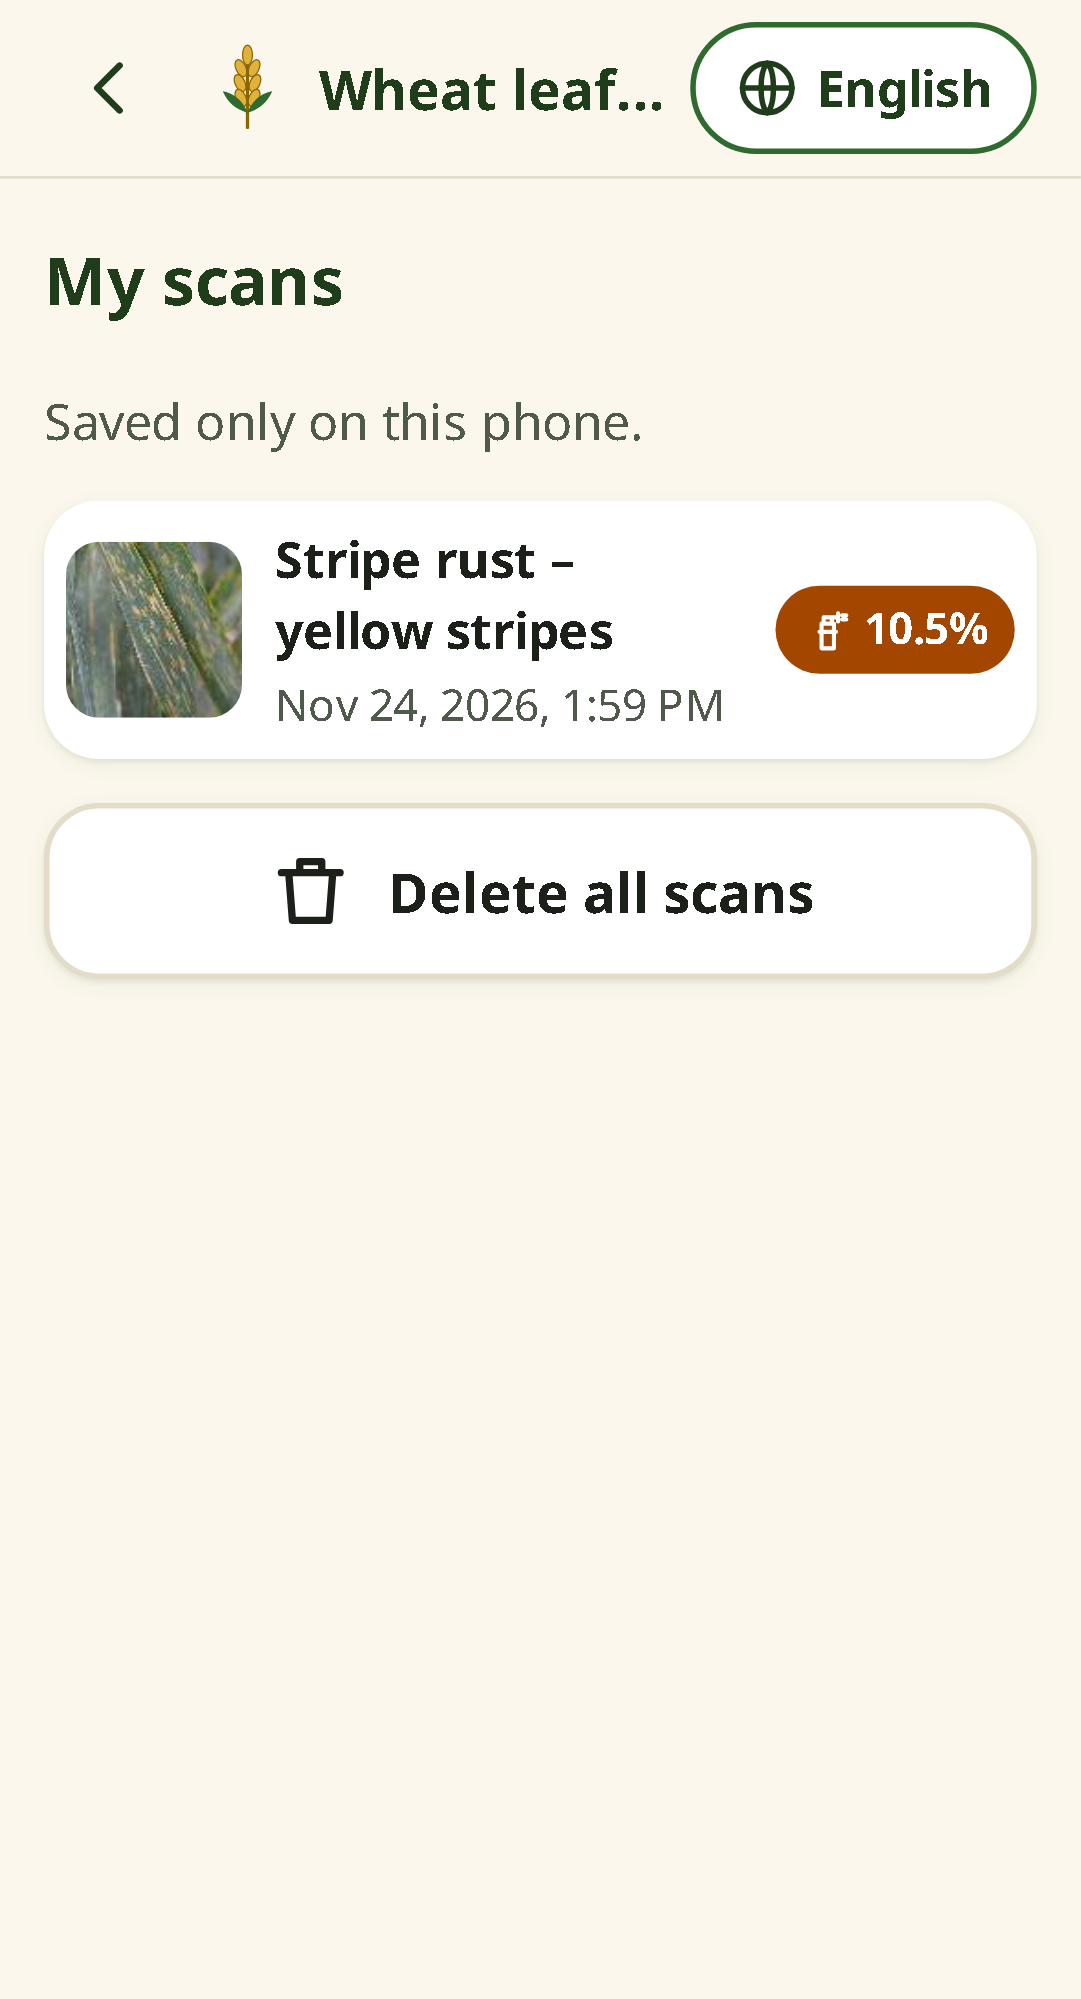 Wheat leaf...
English
My scans
Saved only on this phone.
Stripe rust –
yellow stripes
Nov 24, 2026, 1:59 PM
10.5%
Delete all scans